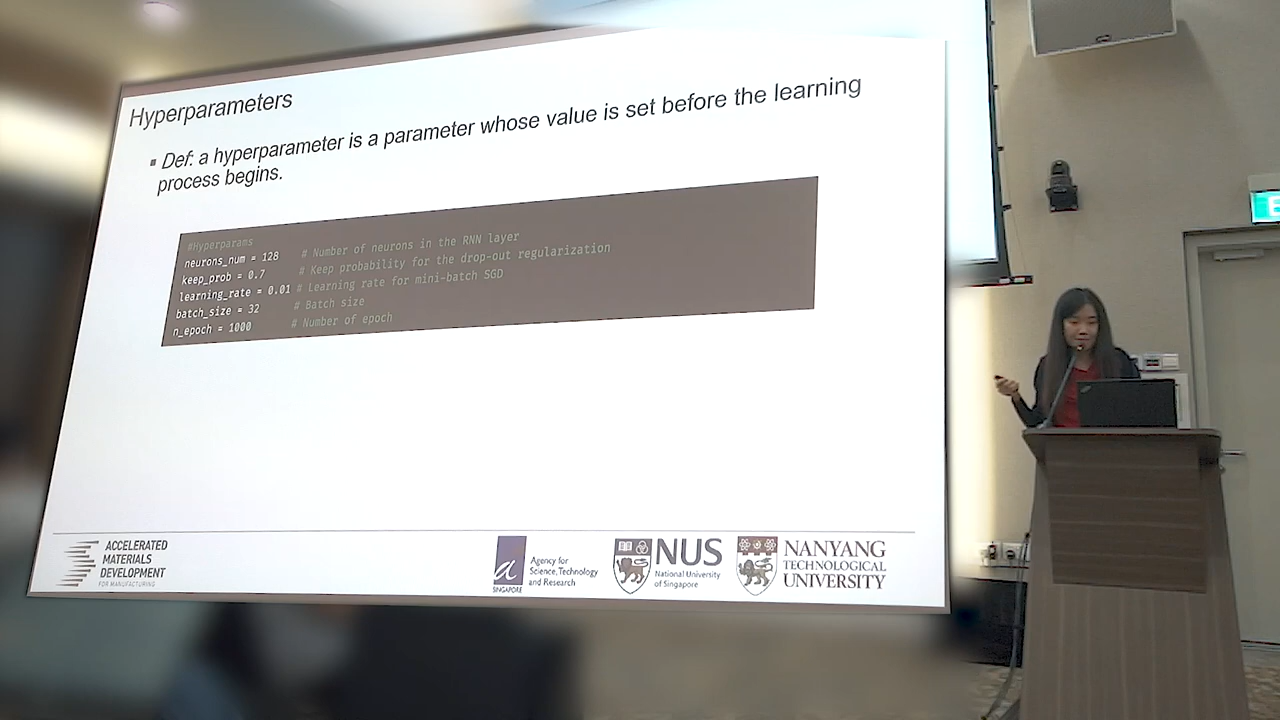 Hyperparameters
▪ Def: a hyperparameter is a parameter whose value is set before the learning
process begins.
#Hyperparams
neurons_num = 128 # Number of neurons in the RNN layer
keep_prob = 0.7 # Keep probability for the drop-out regularization
learning_rate = 0.01 # Learning rate for mini-batch SGD
batch_size = 32 # Batch size
n_epoch = 1000 # Number of epoch
ACCELERATED
MATERIALS
DEVELOPMENT
FOR MANUFACTURING
a
SINGAPORE
Agency for
Science, Technology
and Research
NUS
National University
of Singapore
NANYANG
TECHNOLOGICAL
UNIVERSITY
E